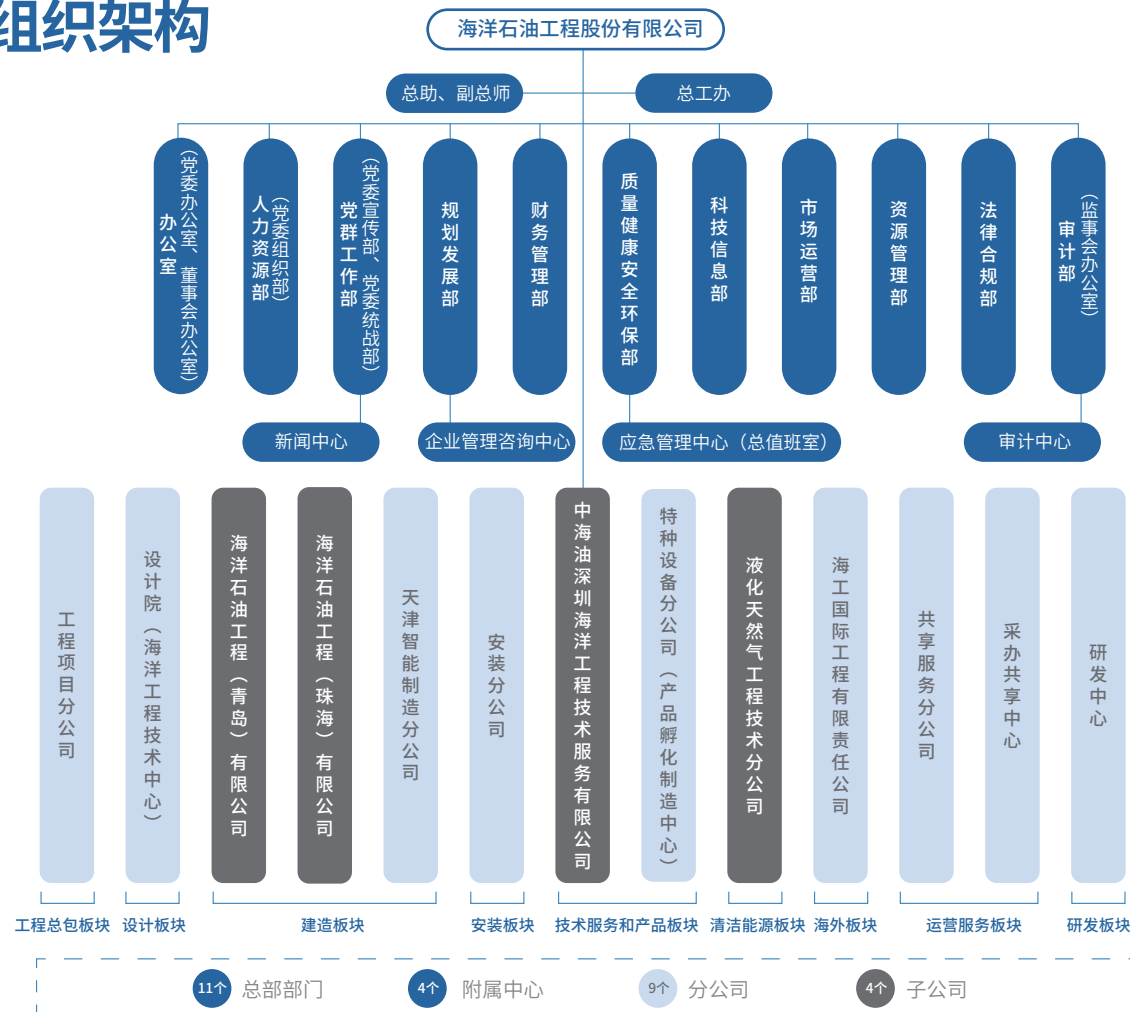 组织架构
海洋石油工程股份有限公司
总助、副总师
总工办
办公室
（党委办公室、董事会办公室）
人力资源部
（党委组织部）
党群工作部
（党委宣传部、党委统战部）
规划发展部
财务管理部
质量健康安全环保部
科技信息部
市场运营部
资源管理部
法律合规部
审计部
（监事会办公室）
新闻中心
企业管理咨询中心
应急管理中心（总值班室）
审计中心
工程项目分公司
设计院（海洋工程技术中心）
海洋石油工程（青岛）有限公司
海洋石油工程（珠海）有限公司
天津智能制造分公司
安装分公司
中海油深圳海洋工程技术服务有限公司
特种设备分公司（产品孵化制造中心）
液化天然气工程技术分公司
海工国际工程有限责任公司
共享服务分公司
采办共享中心
研发中心
工程总包板块
设计板块
建造板块
安装板块
技术服务和产品板块
清洁能源板块
海外板块
运营服务板块
研发板块
11个 总部部门
4个 附属中心
9个 分公司
4个 子公司